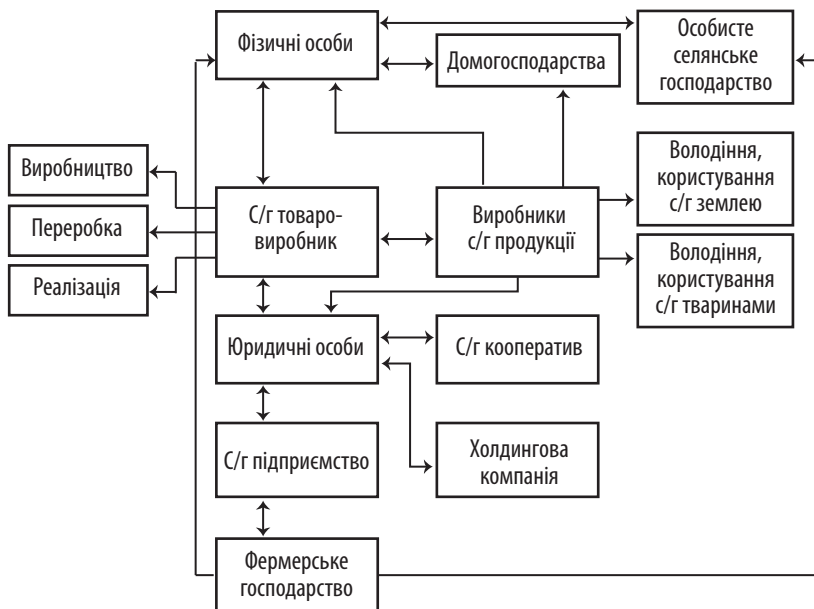 Фізичні особи
Домогосподарства
Особисте
селянське
господарство
Виробництво
Переробка
Реалізація
С/г товаро-
виробник
Виробники
с/г продукції
Володіння,
користування
с/г землею
Володіння,
користування
с/г тваринами
Юридичні особи
С/г кооператив
С/г підприємство
Холдингова
компанія
Фермерське
господарство